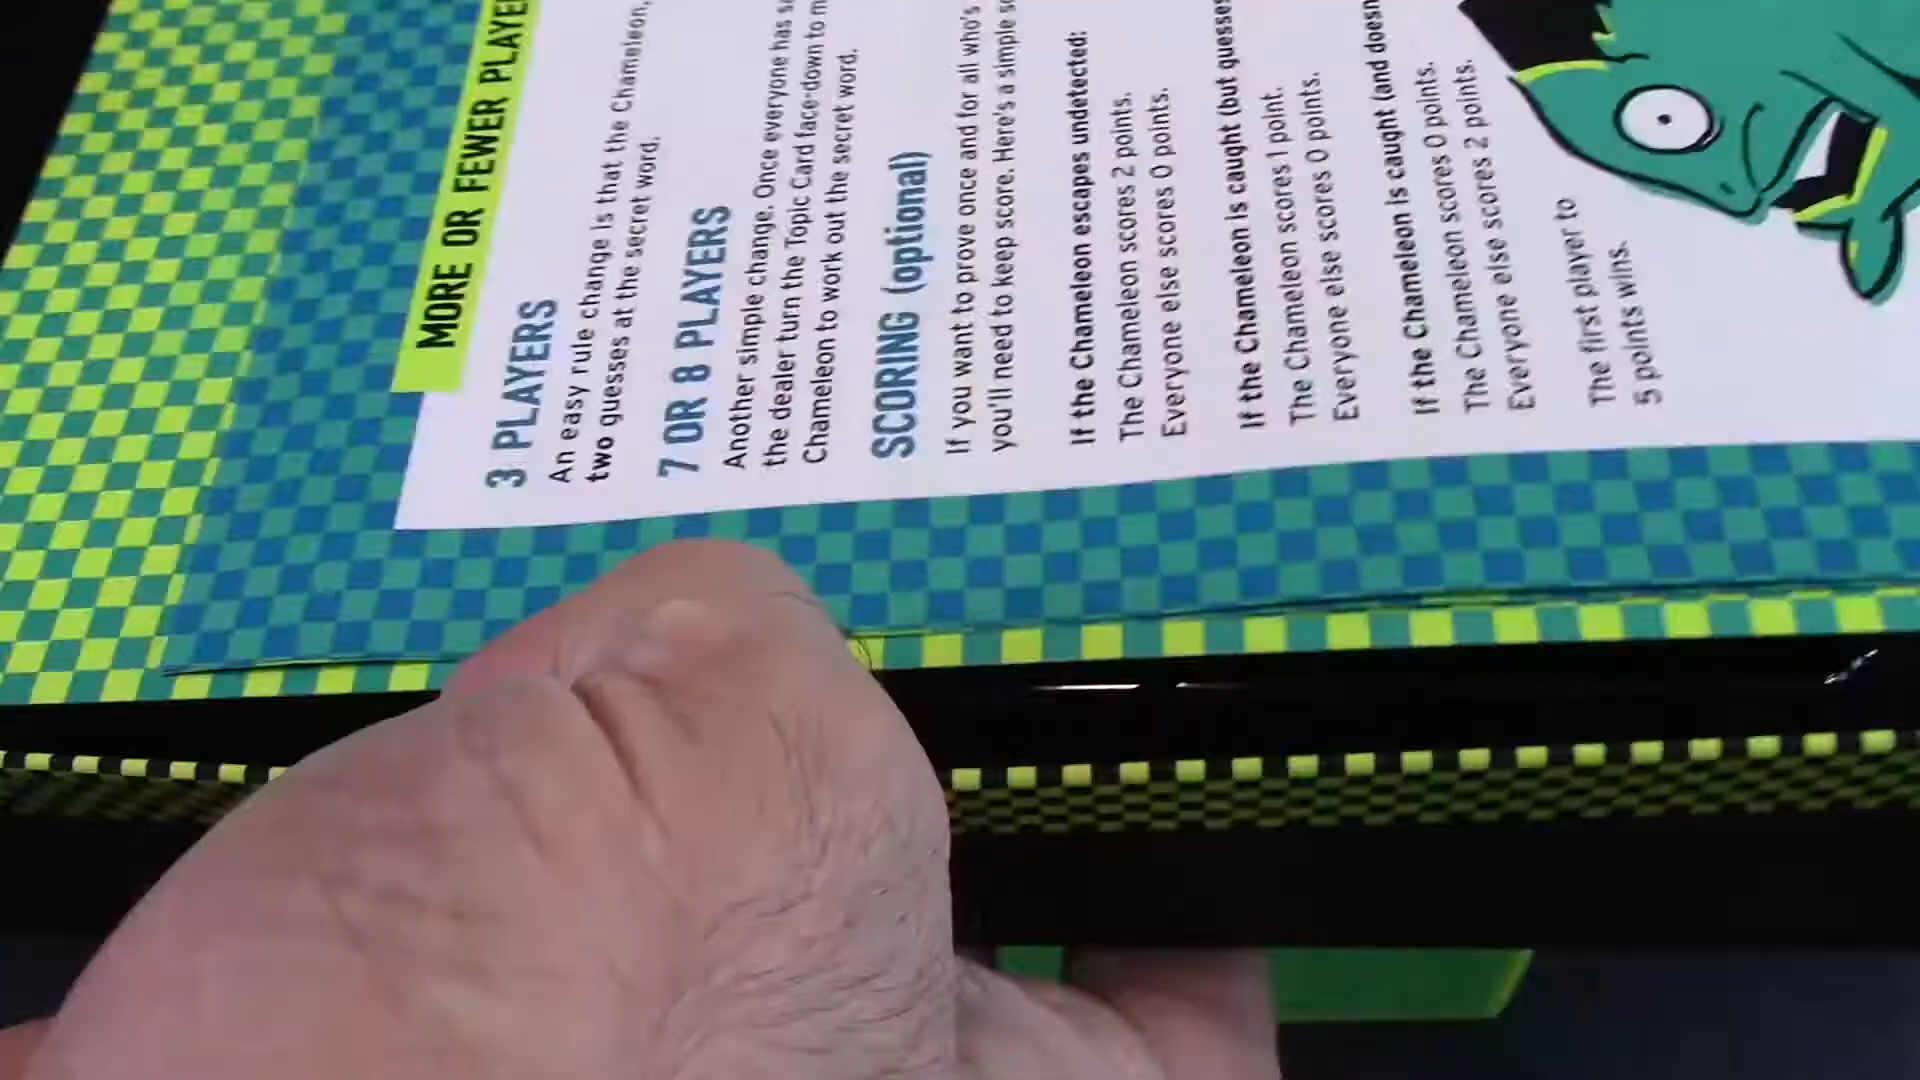 MORE OR FEWER PLAYER
3 PLAYERS
An easy rule change is that the Chameleon,
two guesses at the secret word.
7 OR 8 PLAYERS
Another simple change. Once everyone has
the dealer turn the Topic Card face-down to
Chameleon to work out the secret word.
SCORING (optional)
If you want to prove once and for all who's
you'll need to keep score. Here's a simple
If the Chameleon escapes undetected:
The Chameleon scores 2 points.
Everyone else scores 0 points.
If the Chameleon is caught (but guesses
The Chameleon scores 1 point.
Everyone else scores 0 points.
If the Chameleon is caught (and doesn
The Chameleon scores 0 points.
Everyone else scores 2 points.
The first player to
5 points wins.